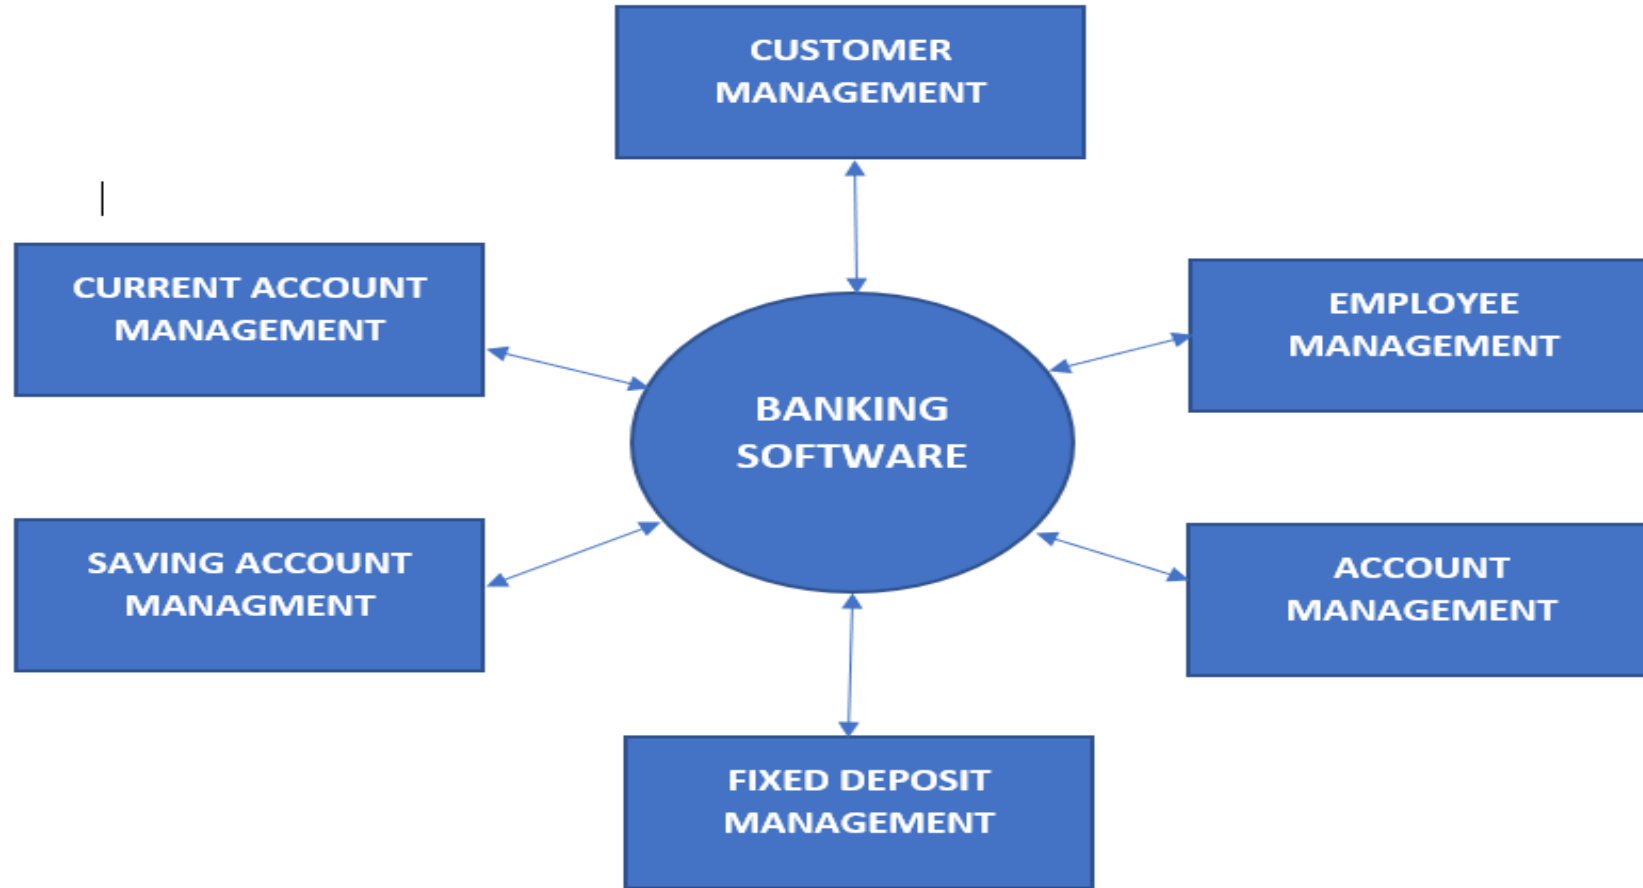 CUSTOMER
MANAGEMENT
CURRENT ACCOUNT
MANAGEMENT
EMPLOYEE
MANAGEMENT
BANKING
SOFTWARE
SAVING ACCOUNT
MANAGMENT
ACCOUNT
MANAGEMENT
FIXED DEPOSIT
MANAGEMENT